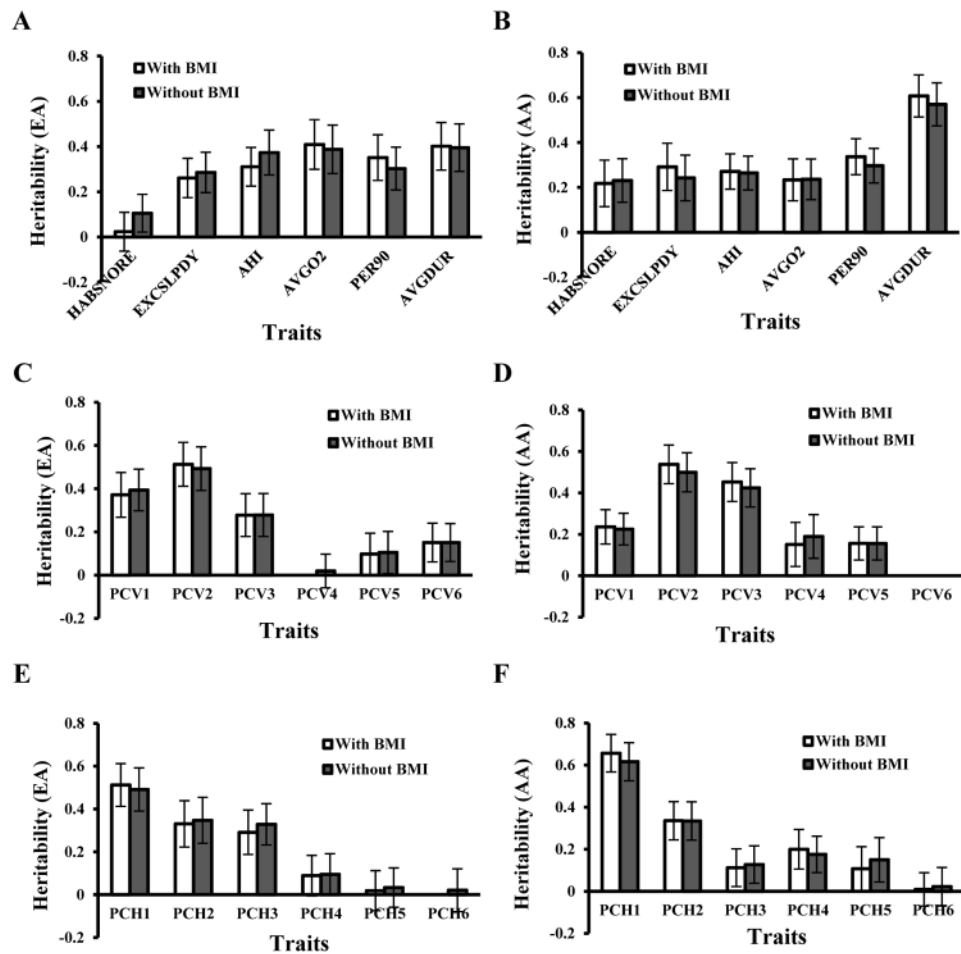 A
Heritability (EA)
0.8
0.6
0.4
0.2
0
-0.2
With BMI
Without BMI
HABSNORE
EXCSLPDY
AHI
AVGO2
PER90
AVGDUR
Traits
B
Heritability (AA)
0.8
0.6
0.4
0.2
0
-0.2
With BMI
Without BMI
HABSNORE
EXCSLPDY
AHI
AVGO2
PER90
AVGDUR
Traits
C
Heritability (EA)
0.8
0.6
0.4
0.2
0
-0.2
With BMI
Without BMI
PCV1 PCV2 PCV3 PCV4 PCV5 PCV6
Traits
D
Heritability (AA)
0.8
0.6
0.4
0.2
0
-0.2
With BMI
Without BMI
PCV1 PCV2 PCV3 PCV4 PCV5 PCV6
Traits
E
Heritability (EA)
0.8
0.6
0.4
0.2
0
-0.2
With BMI
Without BMI
PCH1 PCH2 PCH3 PCH4 PCH5 PCH6
Traits
F
Heritability (AA)
0.8
0.6
0.4
0.2
0
-0.2
With BMI
Without BMI
PCH1 PCH2 PCH3 PCH4 PCH5 PCH6
Traits